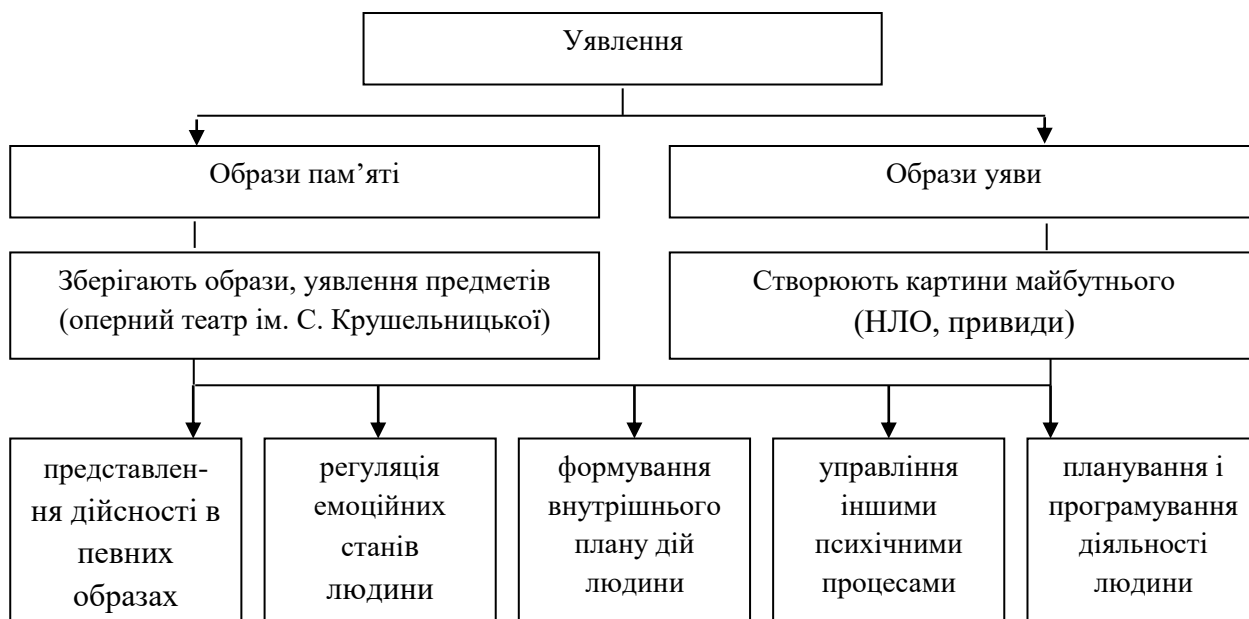 Уявлення
Образи пам’яті
Образи уяви
Зберігають образи, уявлення предметів
(оперний театр ім. С. Крушельницької)
Створюють картини майбутнього
(НЛО, привиди)
представлен-
ня дійсності в
певних
образах
регуляція
емоційних
станів
людини
формування
внутрішнього
плану дій
людини
управління
іншими
психічними
процесами
планування і
програмування
діяльності
людини